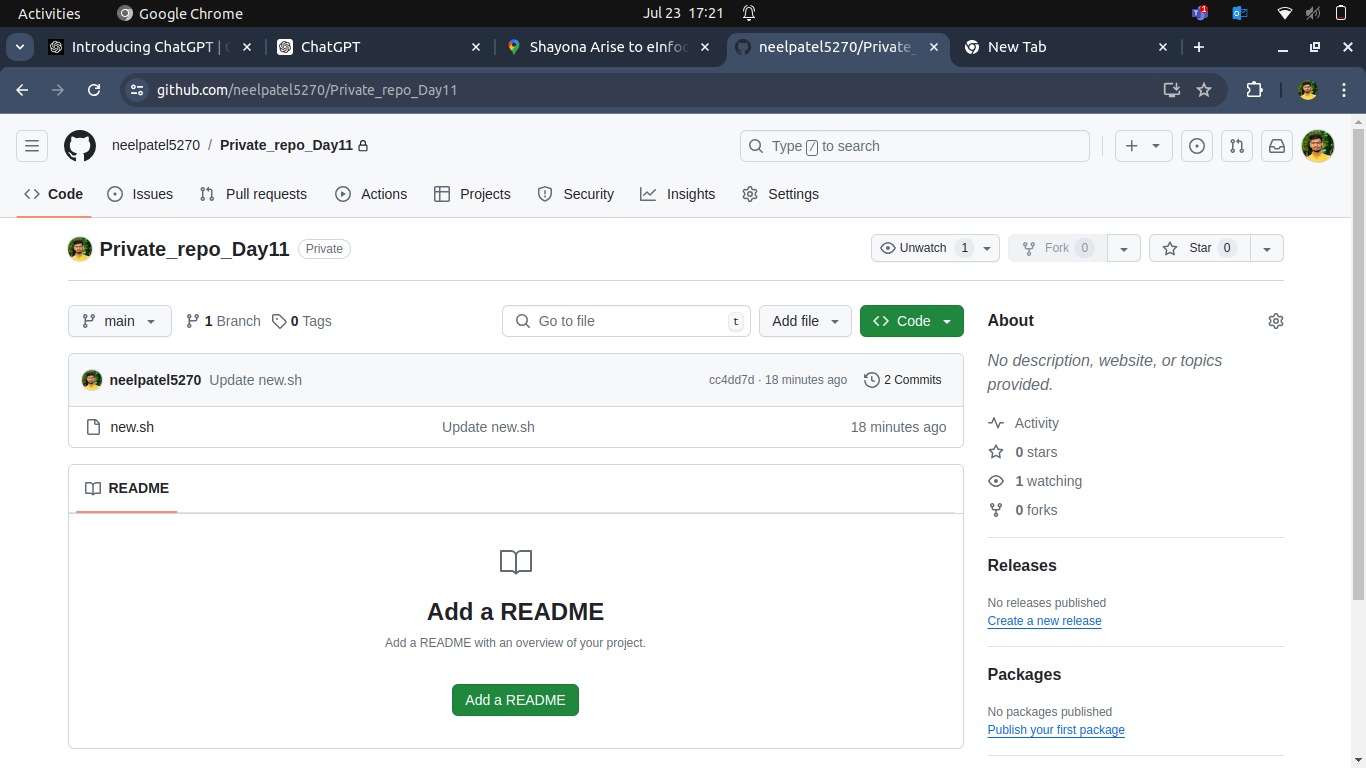 Activities Google Chrome Jul 23 17:21 1
Introducing ChatGPT | ChatGPT Shayona Arise to eInfoc neelpatel5270/Private_ New Tab
github.com/neelpatel5270/Private_repo_Day11
neelpatel5270 / Private_repo_Day11 Type / to search
Code Issues Pull requests Actions Projects Security Insights Settings
Private_repo_Day11 Private Unwatch 1 Fork 0 Star 0
main 1 Branch 0 Tags Go to file t Add file Code
neelpatel5270 Update new.sh cc4dd7d · 18 minutes ago 2 Commits
new.sh Update new.sh 18 minutes ago
README
Add a README
Add a README with an overview of your project.
Add a README
About
No description, website, or topics
provided.
Activity
0 stars
1 watching
0 forks
Releases
No releases published
Create a new release
Packages
No packages published
Publish your first package